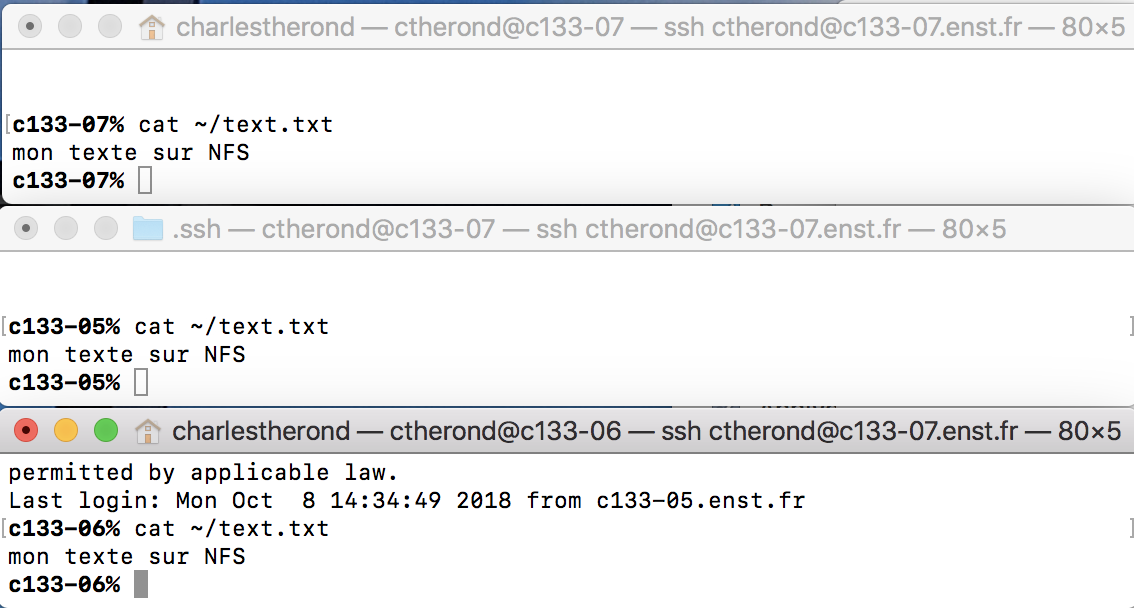 charlestherond — ctherond@c133-07 — ssh ctherond@c133-07.enst.fr — 80×5
[c133-07% cat ~/text.txt
mon texte sur NFS
c133-07%
.ssh — ctherond@c133-07 — ssh ctherond@c133-07.enst.fr — 80×5
[c133-05% cat ~/text.txt ]
mon texte sur NFS
c133-05%
charlestherond — ctherond@c133-06 — ssh ctherond@c133-07.enst.fr — 80×5
permitted by applicable law.
Last login: Mon Oct  8 14:34:49 2018 from c133-05.enst.fr
[c133-06% cat ~/text.txt ]
mon texte sur NFS
c133-06%